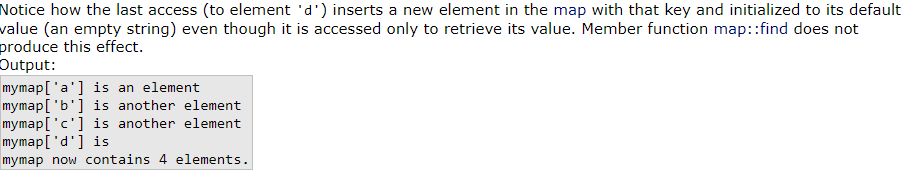 Notice how the last access (to element 'd') inserts a new element in the map with that key and initialized to its default
value (an empty string) even though it is accessed only to retrieve its value. Member function map::find does not
produce this effect.
Output:
mymap['a'] is an element
mymap['b'] is another element
mymap['c'] is another element
mymap['d'] is
mymap now contains 4 elements.